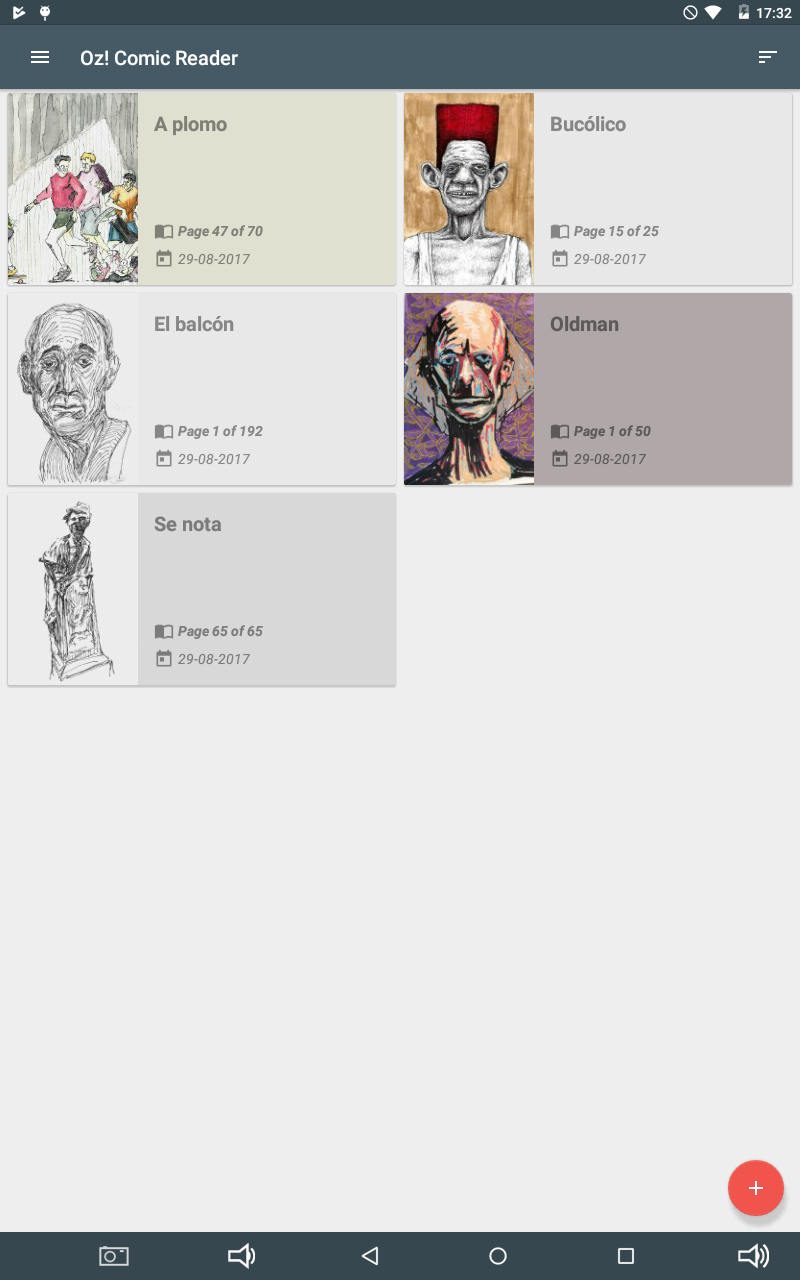 17:32
Oz! Comic Reader
A plomo
Page 47 of 70
29-08-2017
Bucólico
Page 15 of 25
29-08-2017
El balcón
Page 1 of 192
29-08-2017
Oldman
Page 1 of 50
29-08-2017
Se nota
Page 65 of 65
29-08-2017